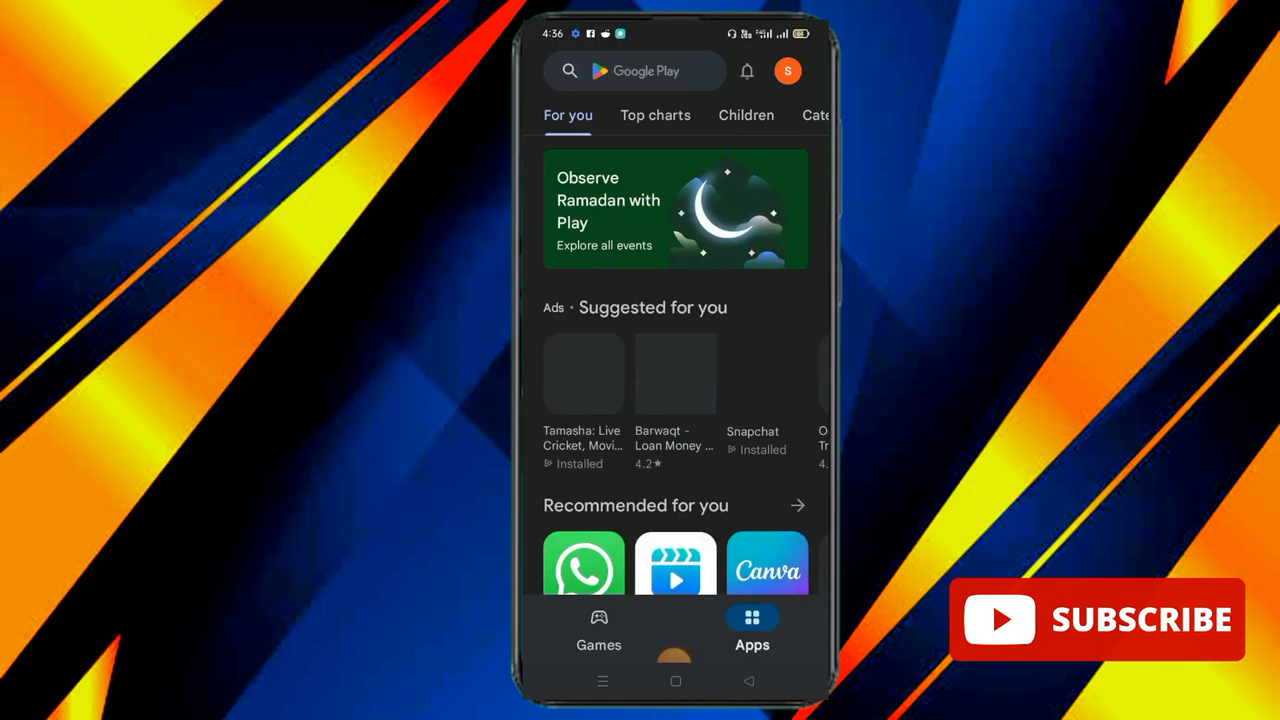 4:36
Google Play
S
For you Top charts Children Cate
Observe
Ramadan with
Play
Explore all events
Ads • Suggested for you
Tamasha: Live
Cricket, Movi...
Installed
Barwaqt -
Loan Money ...
4.2★
Snapchat
Installed
O
Tr
4.
Recommended for you
Canva
Games Apps
SUBSCRIBE